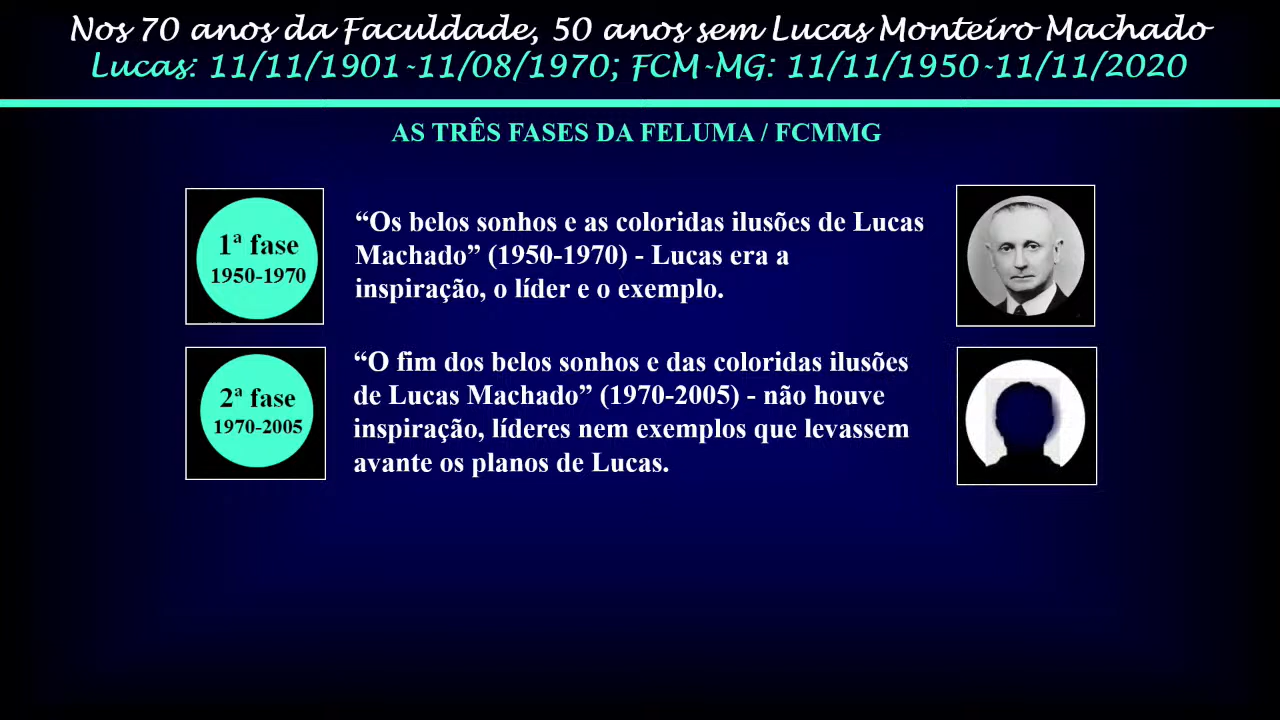 Nos 70 anos da Faculdade, 50 anos sem Lucas Monteiro Machado
Lucas: 11/11/1901-11/08/1970; FCM-MG: 11/11/1950-11/11/2020
AS TRÊS FASES DA FELUMA / FCMMG
1ª fase
1950-1970
“Os belos sonhos e as coloridas ilusões de Lucas
Machado” (1950-1970) - Lucas era a
inspiração, o líder e o exemplo.
2ª fase
1970-2005
“O fim dos belos sonhos e das coloridas ilusões
de Lucas Machado” (1970-2005) - não houve
inspiração, líderes nem exemplos que levassem
avante os planos de Lucas.